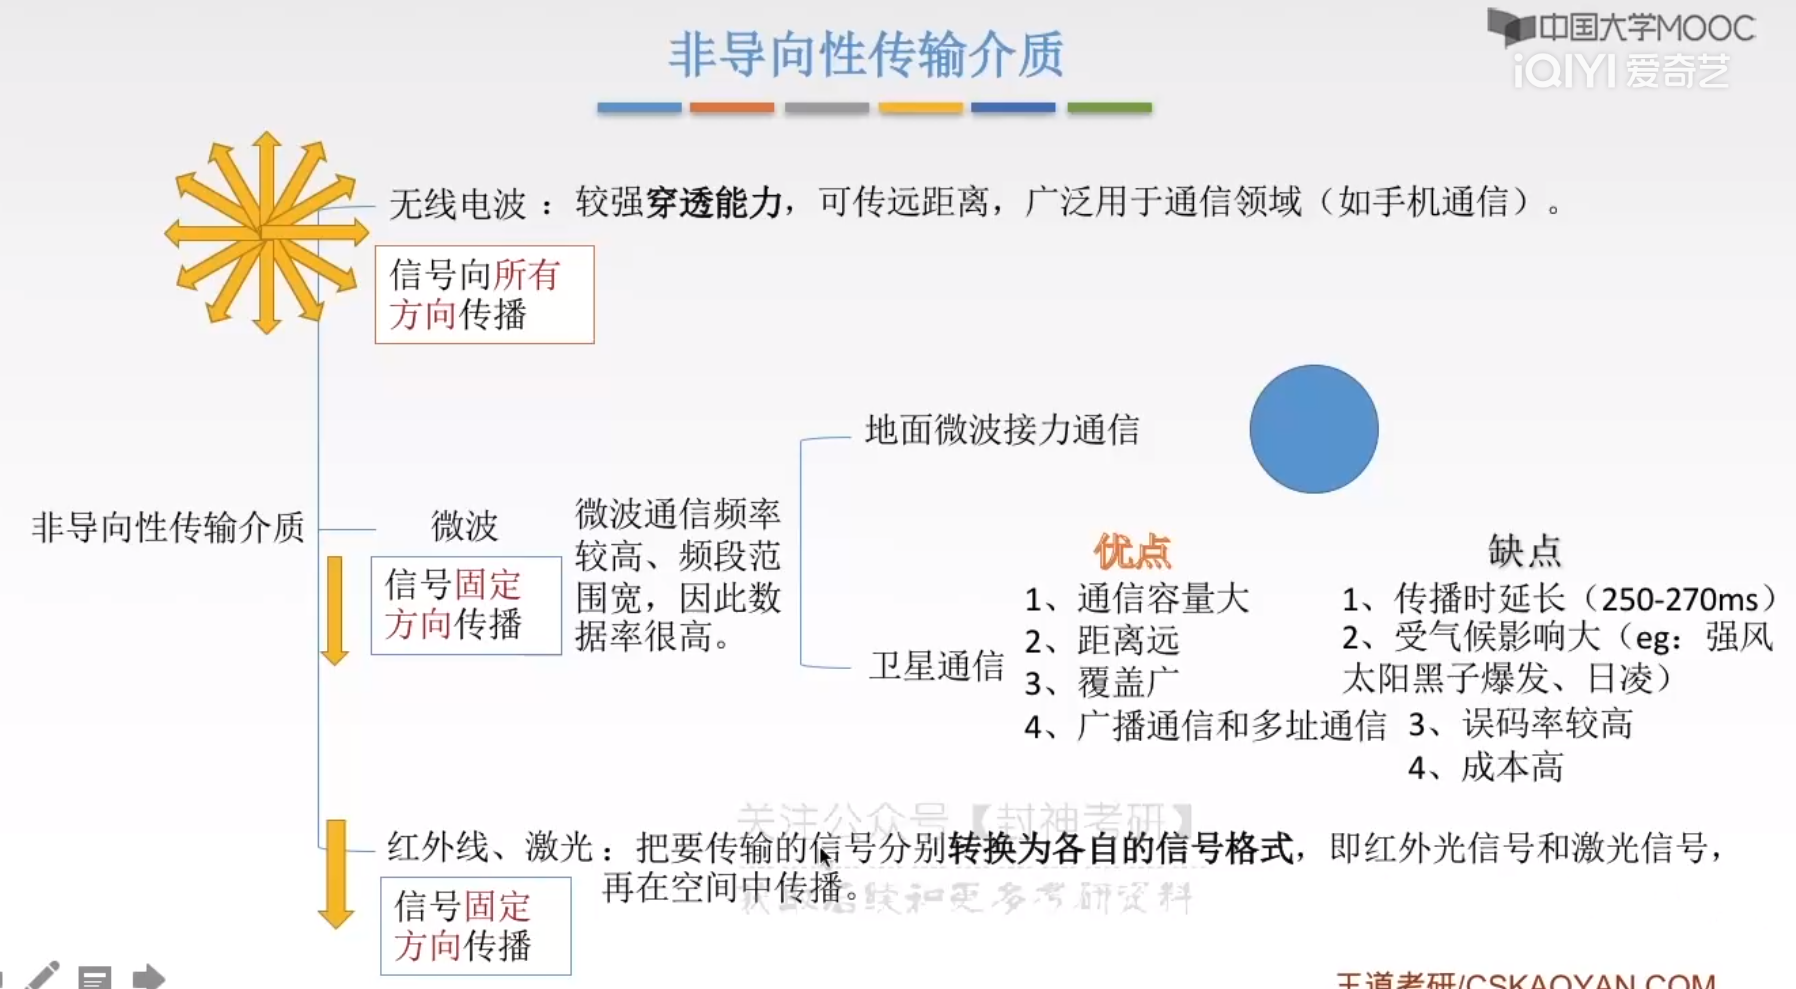 非导向性传输介质
中国大学MOOC
iQIYI 爱奇艺
无线电波：较强穿透能力，可传远距离，广泛用于通信领域（如手机通信）。
信号向所有
方向传播
地面微波接力通信
非导向性传输介质
微波
信号固定
方向传播
微波通信频率
较高、频段范
围宽，因此数
据率很高。
卫星通信
优点
1、通信容量大
2、距离远
3、覆盖广
4、广播通信和多址通信
缺点
1、传播时延长（250-270ms）
2、受气候影响大（eg：强风
太阳黑子爆发、日凌）
3、误码率较高
4、成本高
关注公众号【封神考研】
红外线、激光：把要传输的信号分别转换为各自的信号格式，即红外光信号和激光信号，
再在空间中传播。
获取后续和更多考研资料
信号固定
方向传播
王道考研/CSKAOYAN.COM